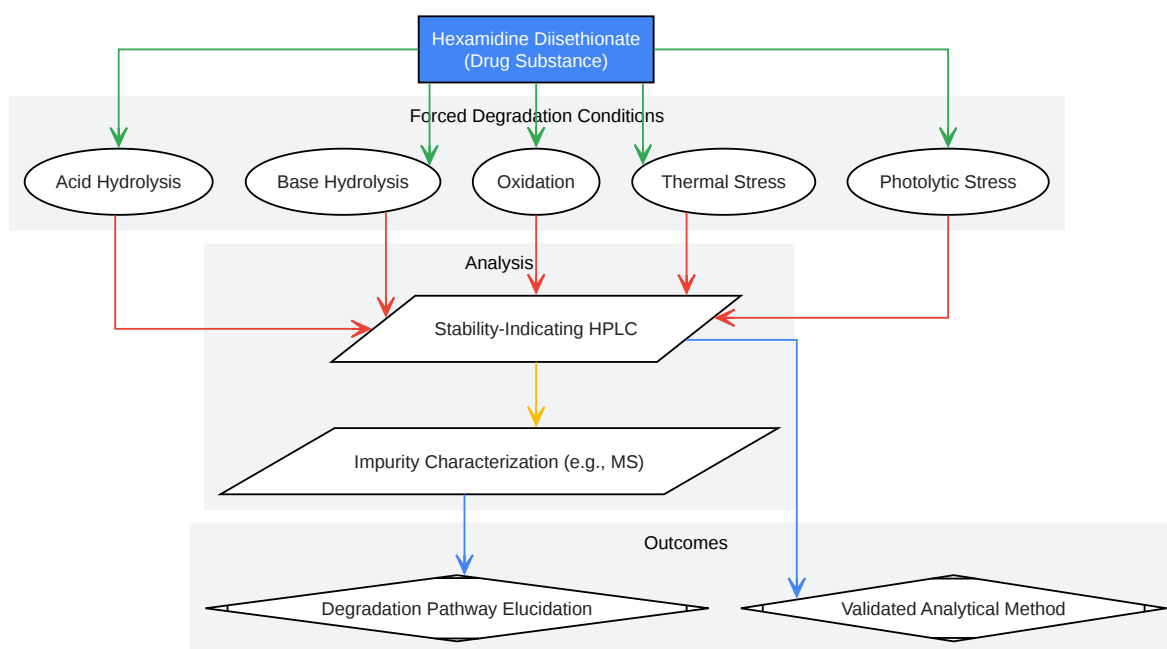 Hexamidine Diisethionate
(Drug Substance)
Forced Degradation Conditions
Acid Hydrolysis
Base Hydrolysis
Oxidation
Thermal Stress
Photolytic Stress
Analysis
Stability-Indicating HPLC
Impurity Characterization (e.g., MS)
Outcomes
Degradation Pathway Elucidation
Validated Analytical Method